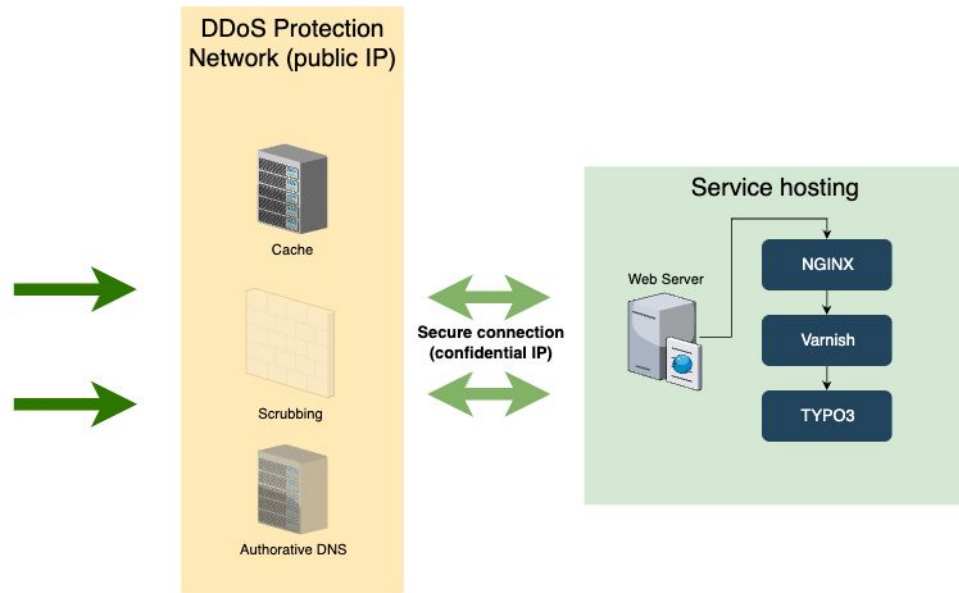 DDoS Protection
Network (public IP)
Cache
Scrubbing
Authorative DNS
Secure connection
(confidential IP)
Service hosting
Web Server
NGINX
Varnish
TYPO3